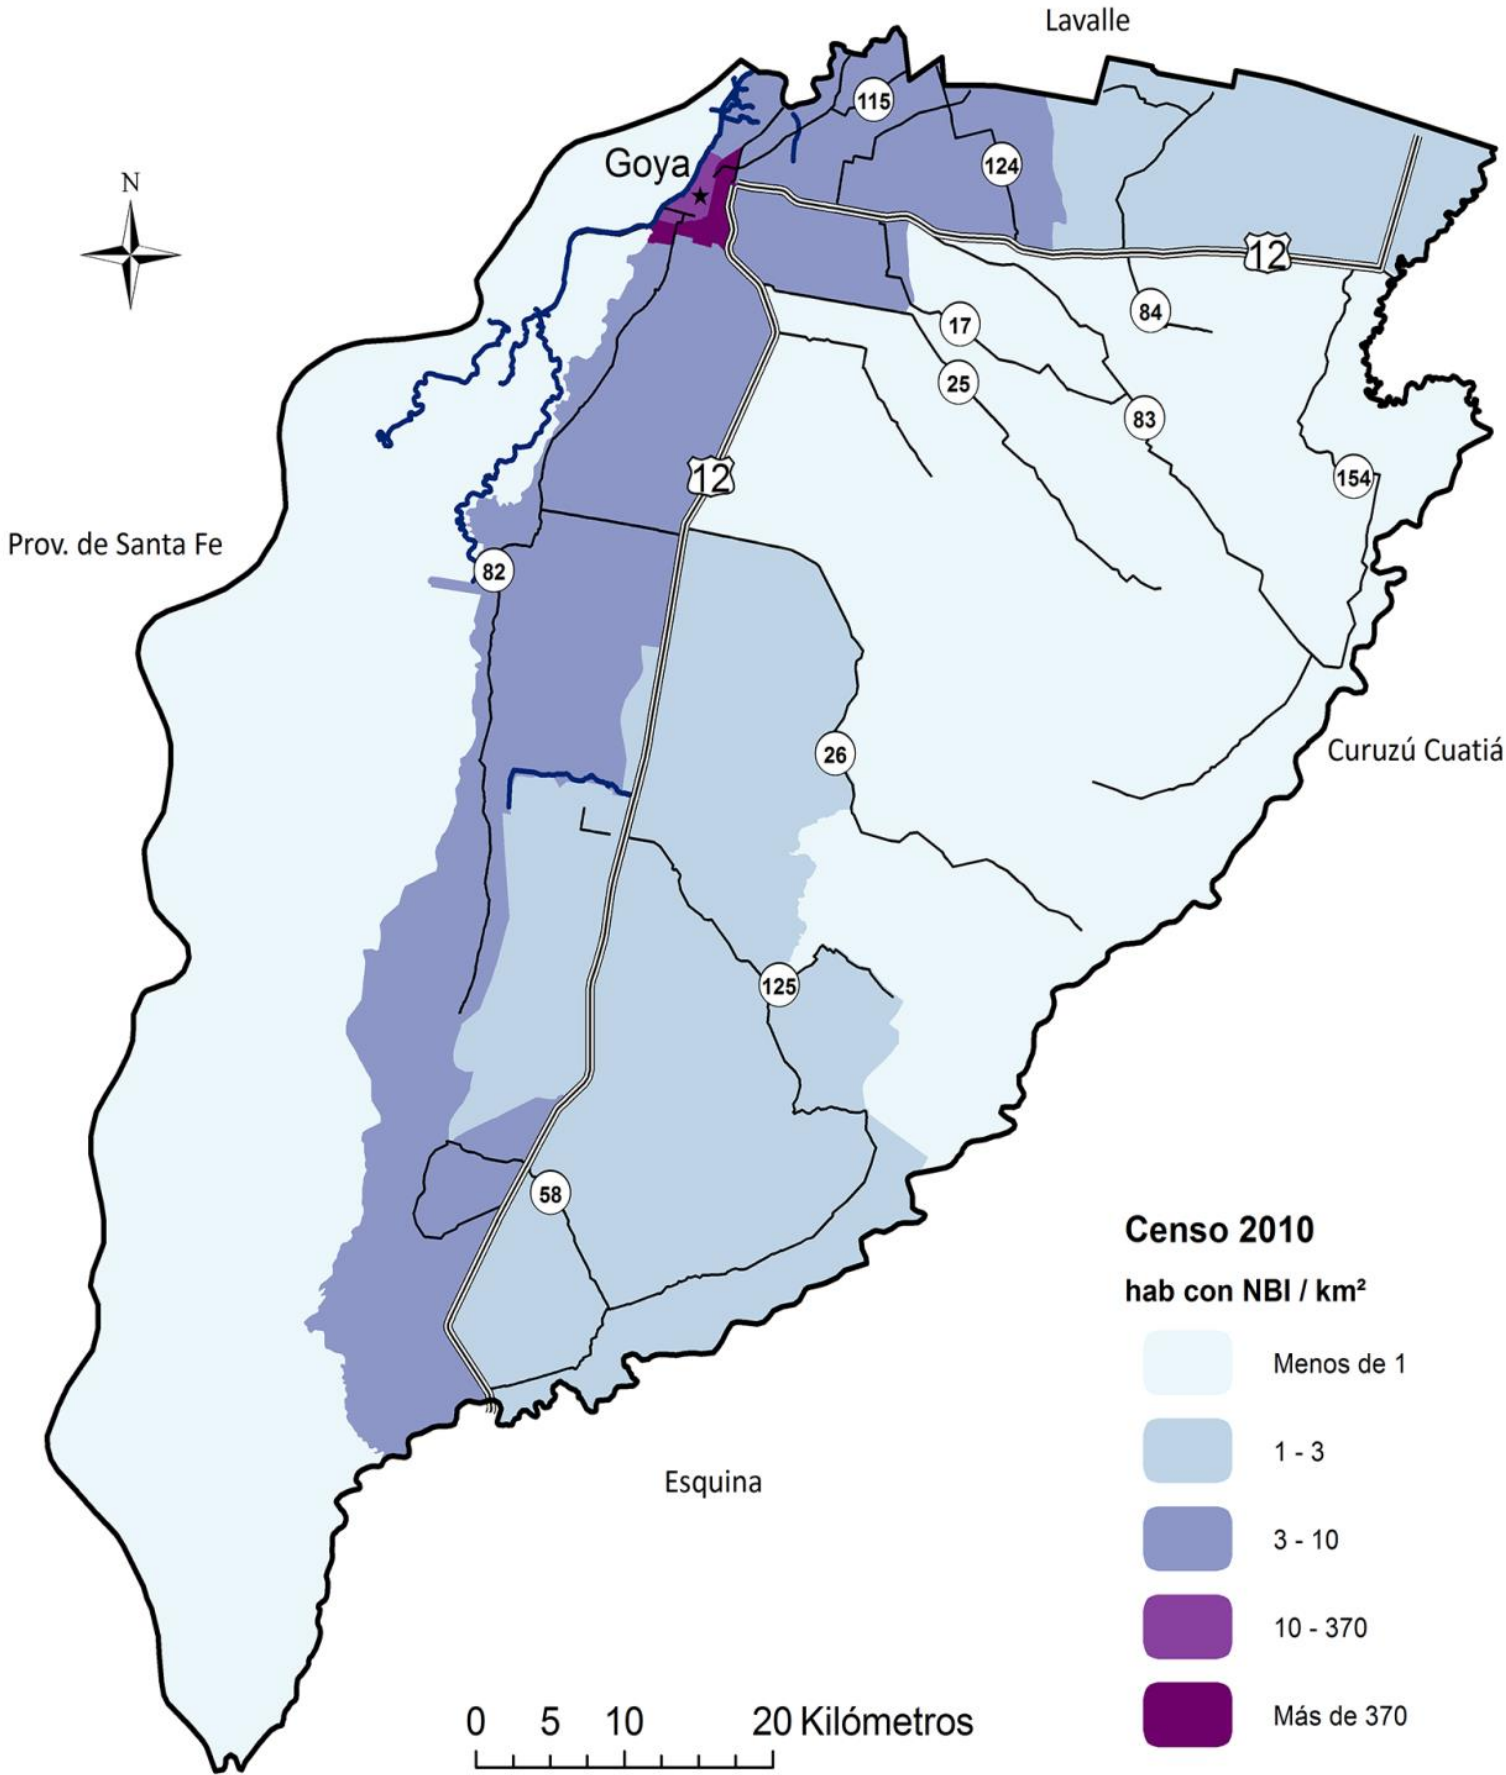 Lavalle
N
115
Goya
124
12
84
17
25
83
12
154
Prov. de Santa Fe
82
26
Curuzú Cuatiá
125
58
Censo 2010
hab con NBI / km²
Menos de 1
1 - 3
Esquina
3 - 10
10 - 370
Más de 370
0 5 10 20 Kilómetros